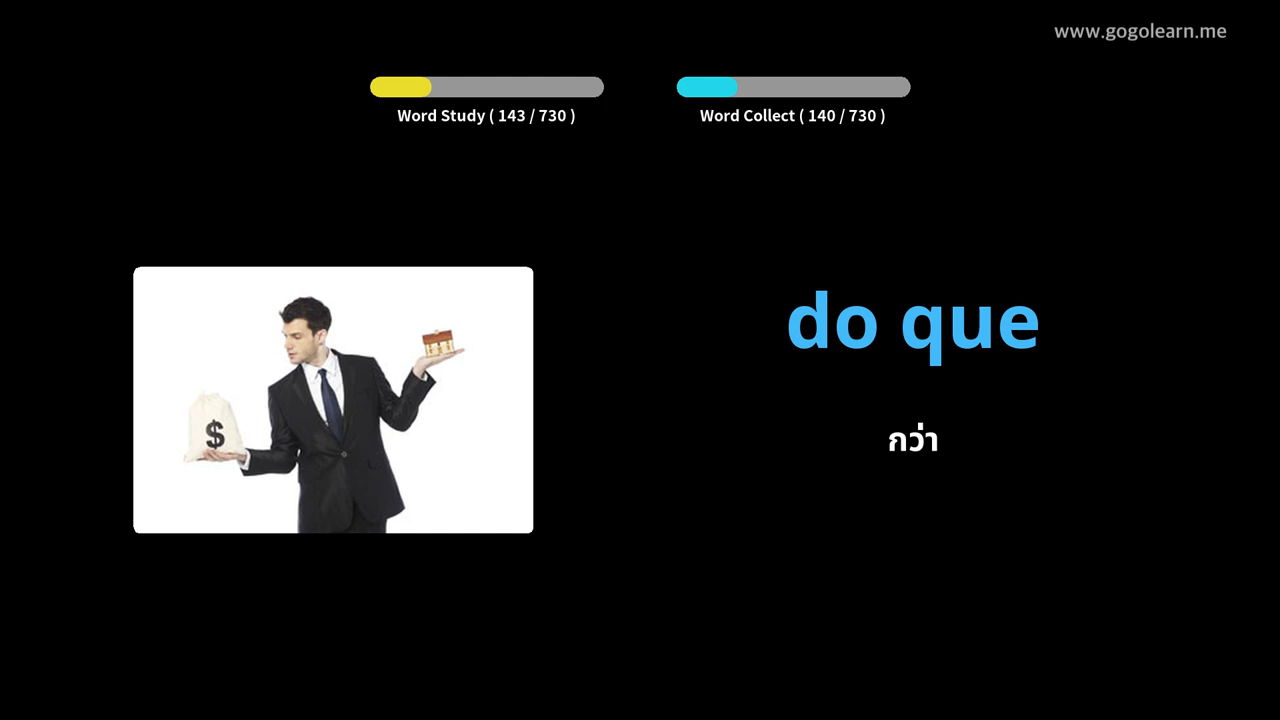 www.gogolearn.me
Word Study ( 143 / 730 )
Word Collect ( 140 / 730 )
$
do que
กว่า